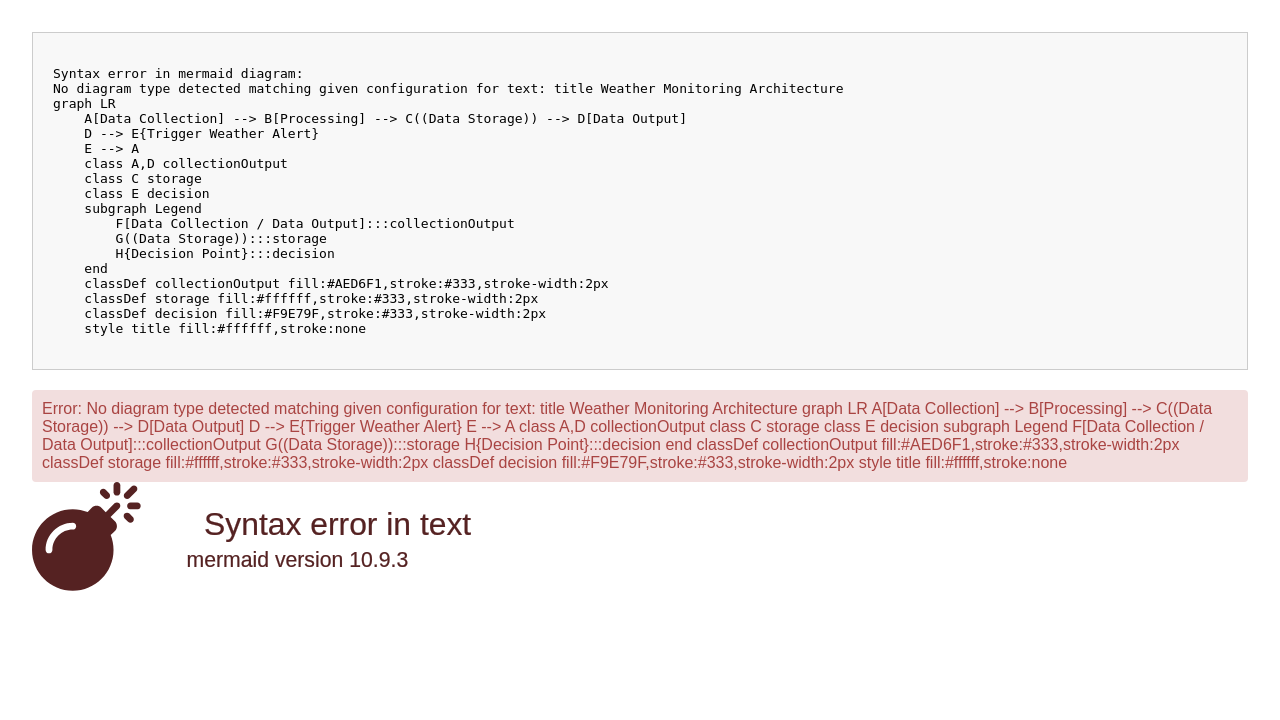 Syntax error in mermaid diagram:
No diagram type detected matching given configuration for text: title Weather Monitoring Architecture
graph LR
    A[Data Collection] --> B[Processing] --> C((Data Storage)) --> D[Data Output]
    D --> E{Trigger Weather Alert}
    E --> A
    class A,D collectionOutput
    class C storage
    class E decision
    subgraph Legend
        F[Data Collection / Data Output]:::collectionOutput
        G((Data Storage)):::storage
        H{Decision Point}:::decision
    end
    classDef collectionOutput fill:#AED6F1,stroke:#333,stroke-width:2px
    classDef storage fill:#ffffff,stroke:#333,stroke-width:2px
    classDef decision fill:#F9E79F,stroke:#333,stroke-width:2px
    style title fill:#ffffff,stroke:none
Error: No diagram type detected matching given configuration for text: title Weather Monitoring Architecture graph LR A[Data Collection] --> B[Processing] --> C((Data
Storage)) --> D[Data Output] D --> E{Trigger Weather Alert} E --> A class A,D collectionOutput class C storage class E decision subgraph Legend F[Data Collection /
Data Output]:::collectionOutput G((Data Storage)):::storage H{Decision Point}:::decision end classDef collectionOutput fill:#AED6F1,stroke:#333,stroke-width:2px
classDef storage fill:#ffffff,stroke:#333,stroke-width:2px classDef decision fill:#F9E79F,stroke:#333,stroke-width:2px style title fill:#ffffff,stroke:none
Syntax error in text
mermaid version 10.9.3